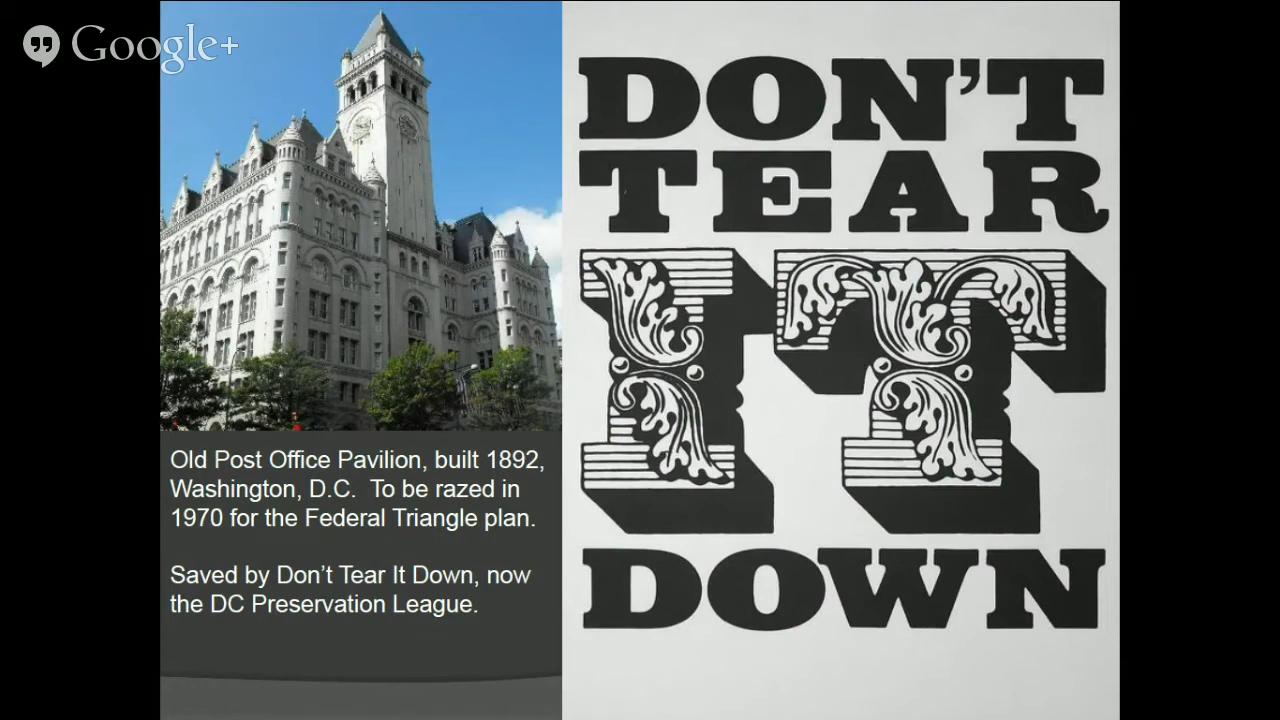 Google+
DON'T
TEAR
IT
DOWN
Old Post Office Pavilion, built 1892,
Washington, D.C. To be razed in
1970 for the Federal Triangle plan.
Saved by Don't Tear It Down, now
the DC Preservation League.